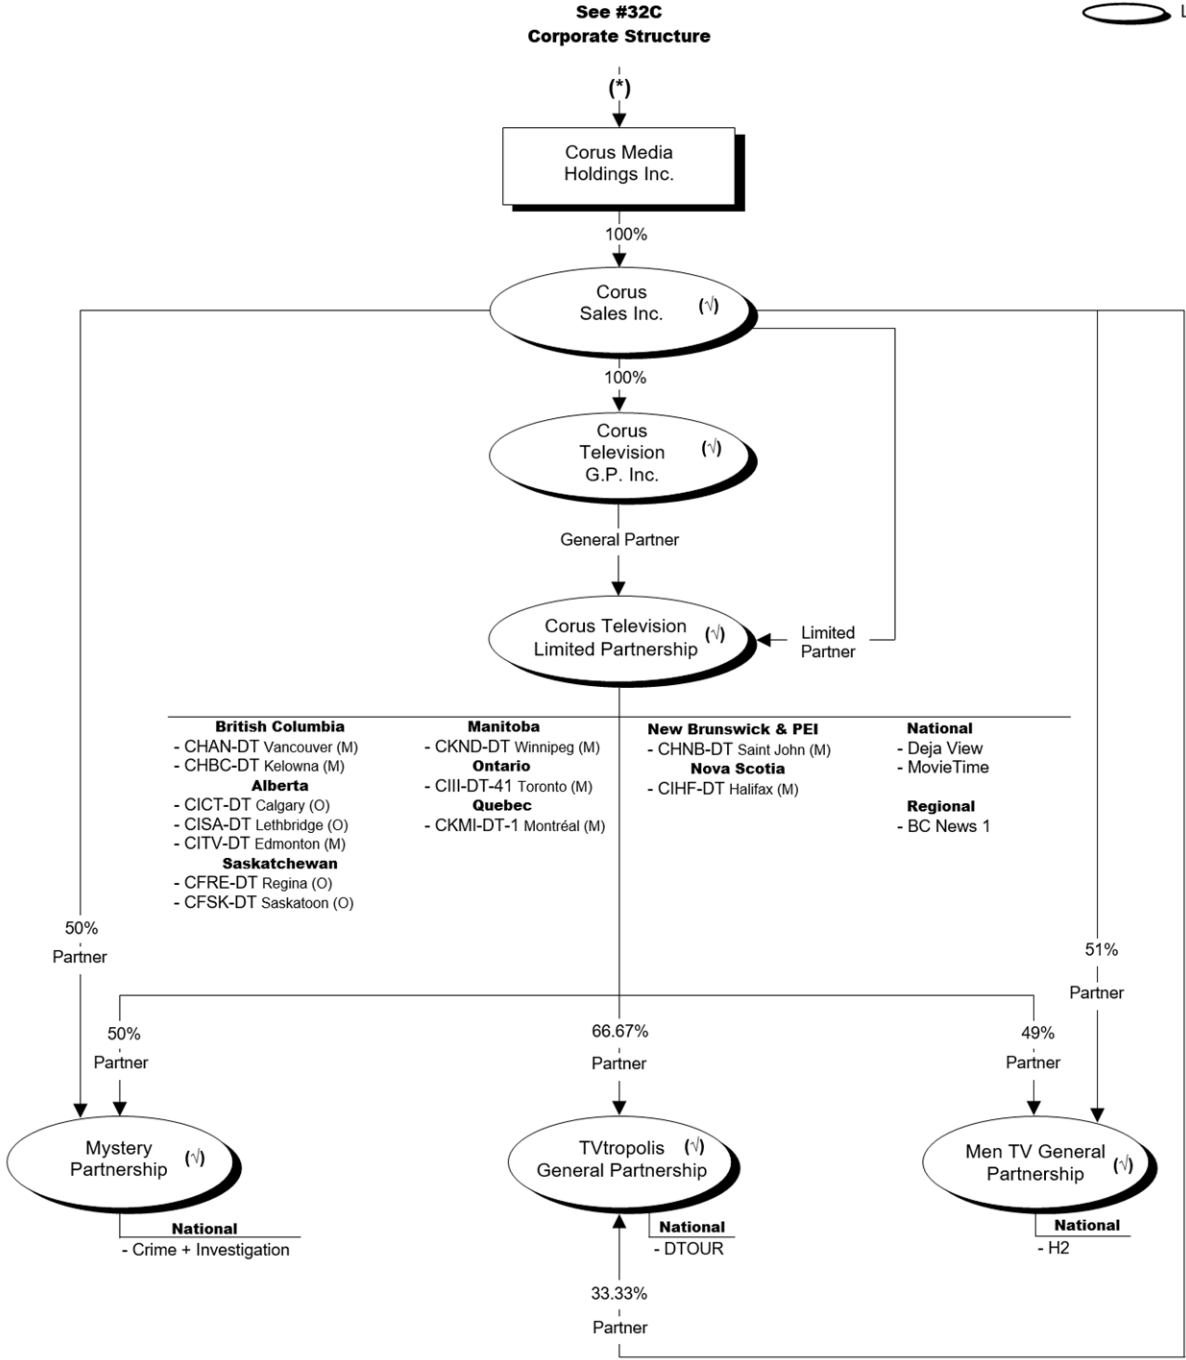 See #32C
Corporate Structure
L
(*)
Corus Media
Holdings Inc.
100%
Corus
Sales Inc.
(√)
100%
Corus
Television
G.P. Inc.
(√)
General Partner
Corus Television
Limited Partnership
(√)
Limited
Partner
British Columbia
- CHAN-DT Vancouver (M)
- CHBC-DT Kelowna (M)
Alberta
- CICT-DT Calgary (O)
- CISA-DT Lethbridge (O)
- CITV-DT Edmonton (M)
Saskatchewan
- CFRE-DT Regina (O)
- CFSK-DT Saskatoon (O)
Manitoba
- CKND-DT Winnipeg (M)
Ontario
- CIII-DT-41 Toronto (M)
Quebec
- CKMI-DT-1 Montréal (M)
New Brunswick & PEI
- CHNB-DT Saint John (M)
Nova Scotia
- CIHF-DT Halifax (M)
National
- Deja View
- MovieTime
Regional
- BC News 1
50%
Partner
51%
Partner
50%
Partner
66.67%
Partner
49%
Partner
Mystery
Partnership
(√)
National
- Crime + Investigation
TVtropolis
General Partnership
(√)
National
- DTOUR
Men TV General
Partnership
(√)
National
- H2
33.33%
Partner